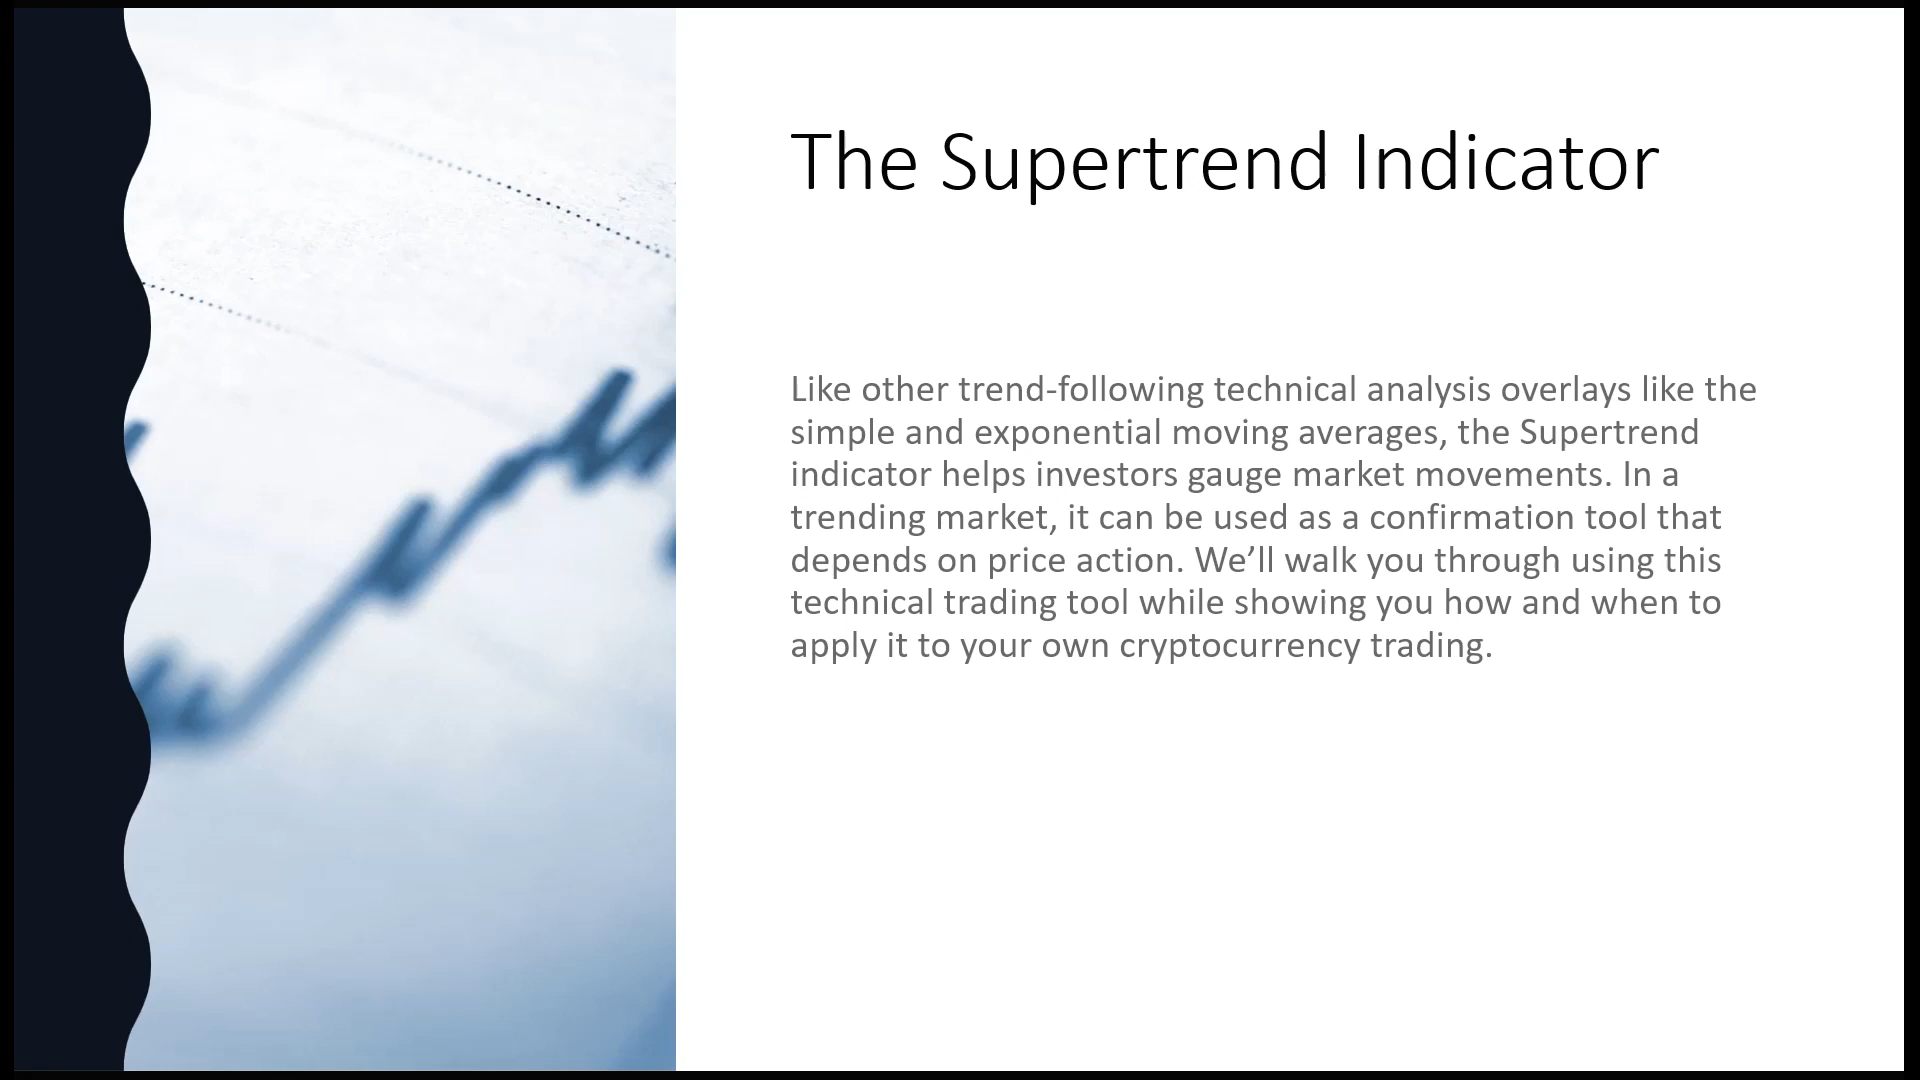 The Supertrend Indicator
Like other trend-following technical analysis overlays like the
simple and exponential moving averages, the Supertrend
indicator helps investors gauge market movements. In a
trending market, it can be used as a confirmation tool that
depends on price action. We’ll walk you through using this
technical trading tool while showing you how and when to
apply it to your own cryptocurrency trading.